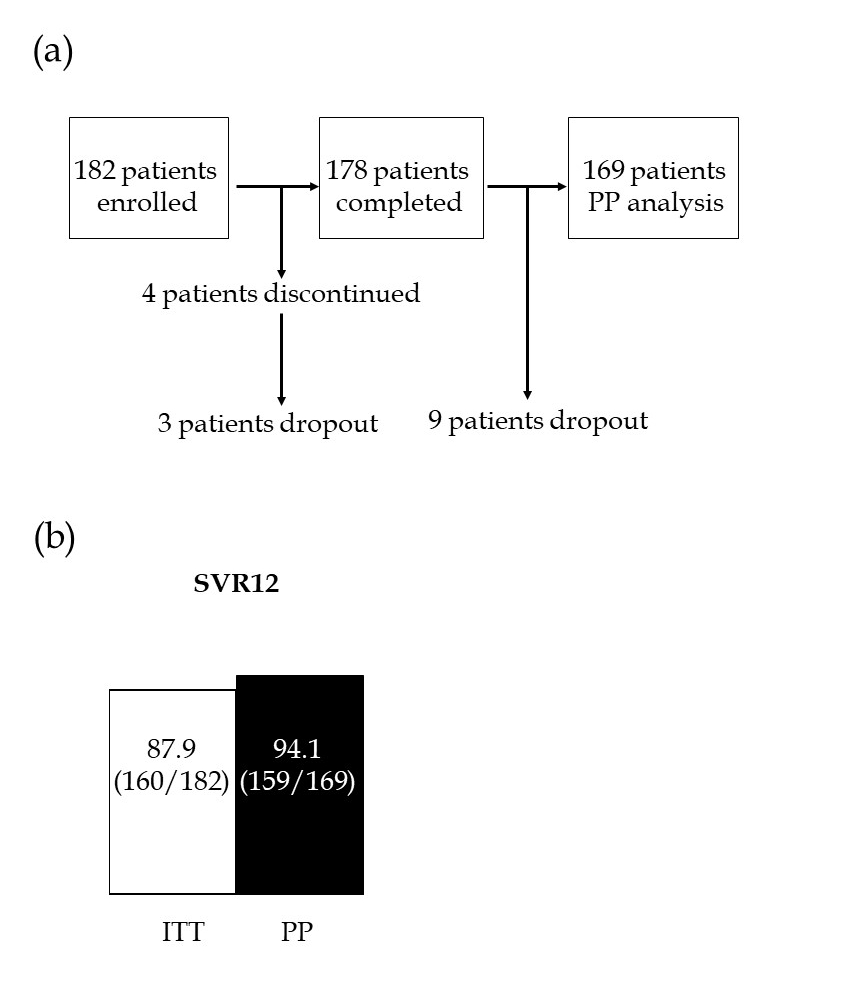 (a)
182 patients
enrolled
178 patients
completed
169 patients
PP analysis
4 patients discontinued
3 patients dropout
9 patients dropout
(b)
SVR12
87.9
(160/182)
94.1
(159/169)
ITT
PP